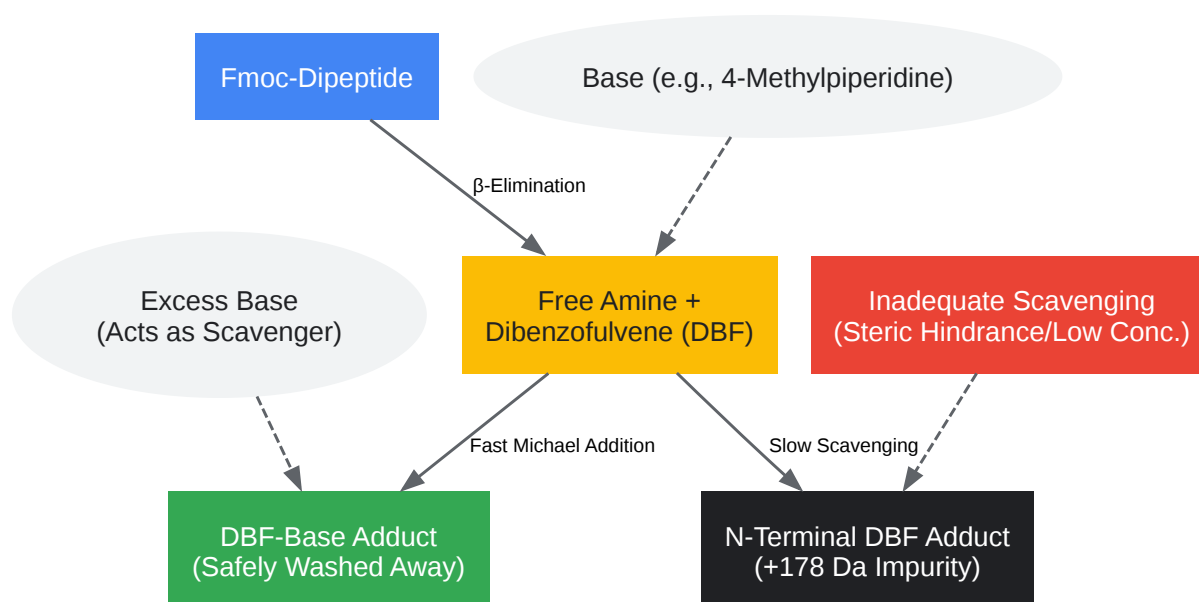 Fmoc-Dipeptide
Base (e.g., 4-Methylpiperidine)
β-Elimination
Excess Base
(Acts as Scavenger)
Free Amine +
Dibenzofulvene (DBF)
Inadequate Scavenging
(Steric Hindrance/Low Conc.)
Fast Michael Addition
Slow Scavenging
DBF-Base Adduct
(Safely Washed Away)
N-Terminal DBF Adduct
(+178 Da Impurity)